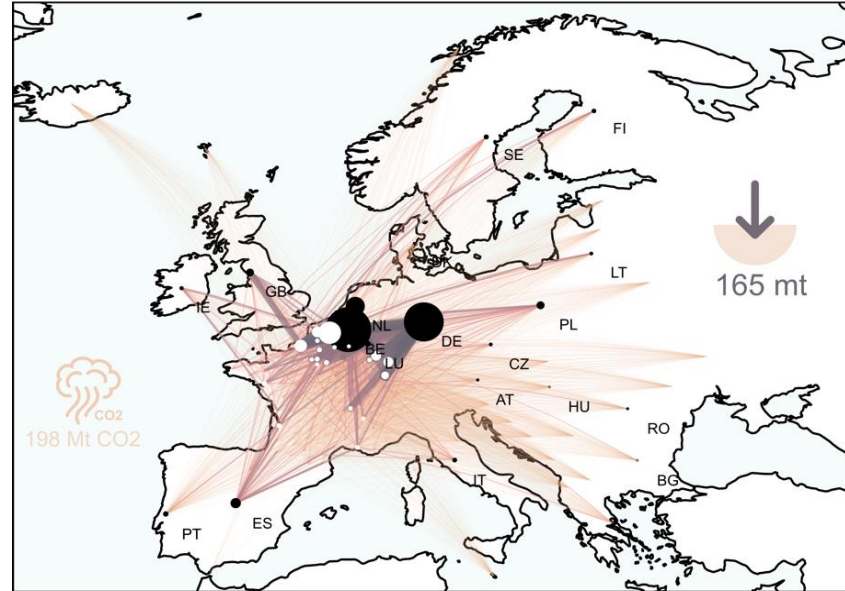 FI
SE
LT
165 mt
GB
IE
NL
PL
DE
BE
LU
CZ
CO2
198 Mt CO2
AT
HU
RO
IT
BG
PT
ES